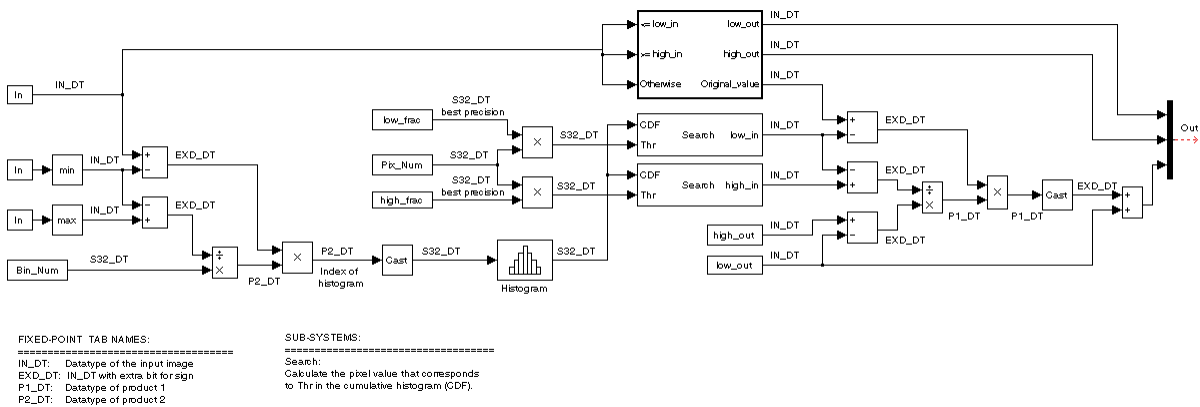 IN_DT
<= low_in low_out
IN_DT
>= high_in high_out
IN_DT
Otherwise Original_value
In
IN_DT
S32_DT
best precision
low_frac
S32_DT
CDF
Thr
Search
low_in
IN_DT
+
−
EXD_DT
Out
In
min
IN_DT
+
−
EXD_DT
Pix_Num
S32_DT
×
S32_DT
best precision
high_frac
×
S32_DT
CDF
Thr
Search
high_in
IN_DT
−
+
EXD_DT
÷
×
P1_DT
×
P1_DT
Cast
EXD_DT
+
+
In
max
IN_DT
−
+
EXD_DT
high_out
IN_DT
+
−
EXD_DT
low_out
IN_DT
Bin_Num
S32_DT
÷
×
P2_DT
×
P2_DT
Index of
histogram
Cast
S32_DT
Histogram
S32_DT
FIXED-POINT TAB NAMES:
====================================
IN_DT: Datatype of the input image
EXD_DT: IN_DT with extra bit for sign
P1_DT: Datatype of product 1
P2_DT: Datatype of product 2
SUB-SYSTEMS:
===================================
Search:
Calculate the pixel value that corresponds
to Thr in the cumulative histogram (CDF).